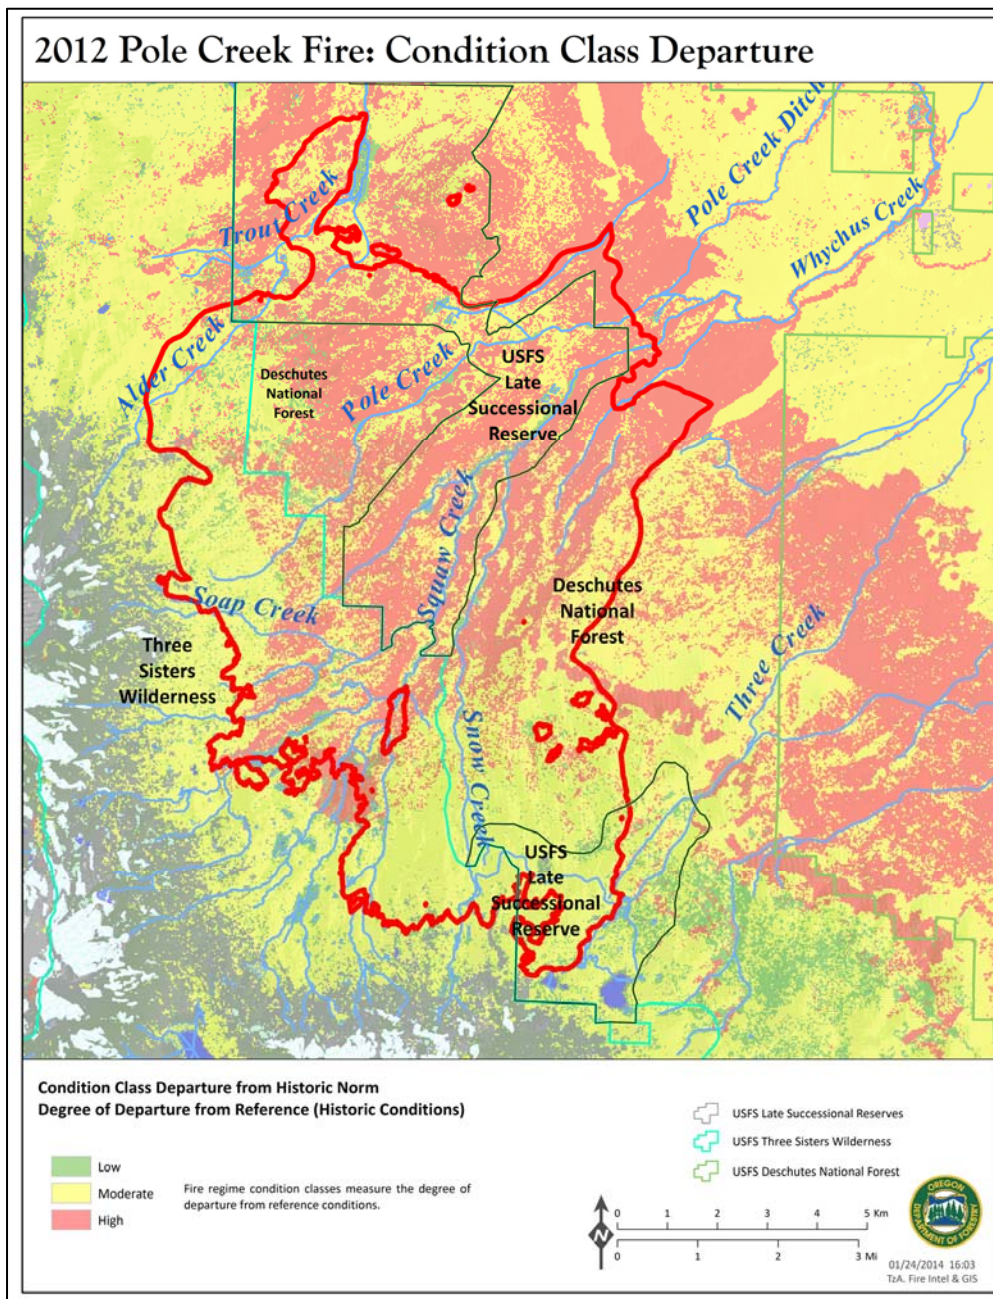 2012 Pole Creek Fire: Condition Class Departure
Pole Creek Ditch
Trout Creek
Whychus Creek
Alder Creek
Deschutes
National
Forest
Pole Creek
USFS
Late
Successional
Reserve
Squaw Creek
Soap Creek
Deschutes
National
Forest
Three
Sisters
Wilderness
Three Creek
Snow Creek
USFS
Late
Successional
Reserve
Condition Class Departure from Historic Norm
Degree of Departure from Reference (Historic Conditions)
Low
Moderate
High
Fire regime condition classes measure the degree of
departure from reference conditions.
USFS Late Successional Reserves
USFS Three Sisters Wilderness
USFS Deschutes National Forest
N
0 1 2 3 4 5 Km
0 1 2 3 Mi
OREGON
DEPARTMENT OF FORESTRY
01/24/2014 16:03
TzA. Fire Intel & GIS